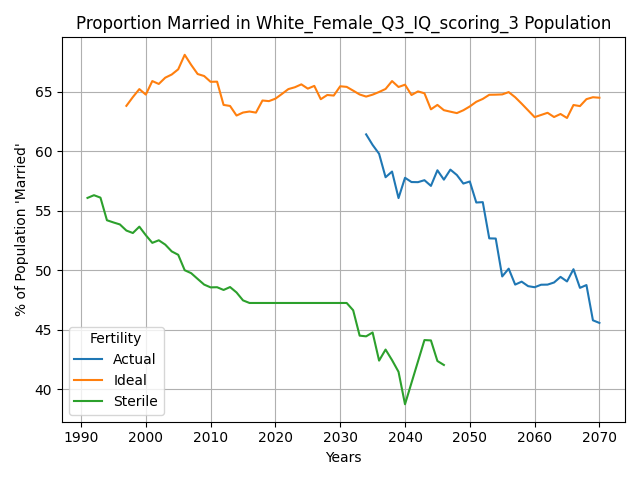 Proportion Married in White_Female_Q3_IQ_scoring_3 Population
% of Population 'Married'
65
60
55
50
45
40
Fertility
Actual
Ideal
Sterile
1990 2000 2010 2020 2030 2040 2050 2060 2070
Years